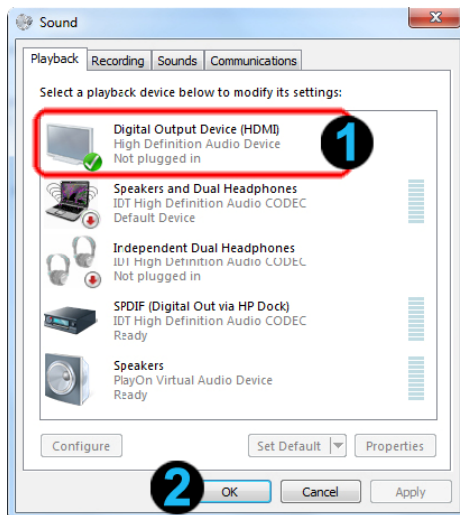 Sound
Playback Recording Sounds Communications
Select a playback device below to modify its settings:
Digital Output Device (HDMI)
High Definition Audio Device
Not plugged in
1
Speakers and Dual Headphones
IDT High Definition Audio CODEC
Default Device
Independent Dual Headphones
IDT High Definition Audio CODEC
Not plugged in
SPDIF (Digital Out via HP Dock)
IDT High Definition Audio CODEC
Ready
Speakers
PlayOn Virtual Audio Device
Ready
Configure Set Default Properties
2 OK Cancel Apply